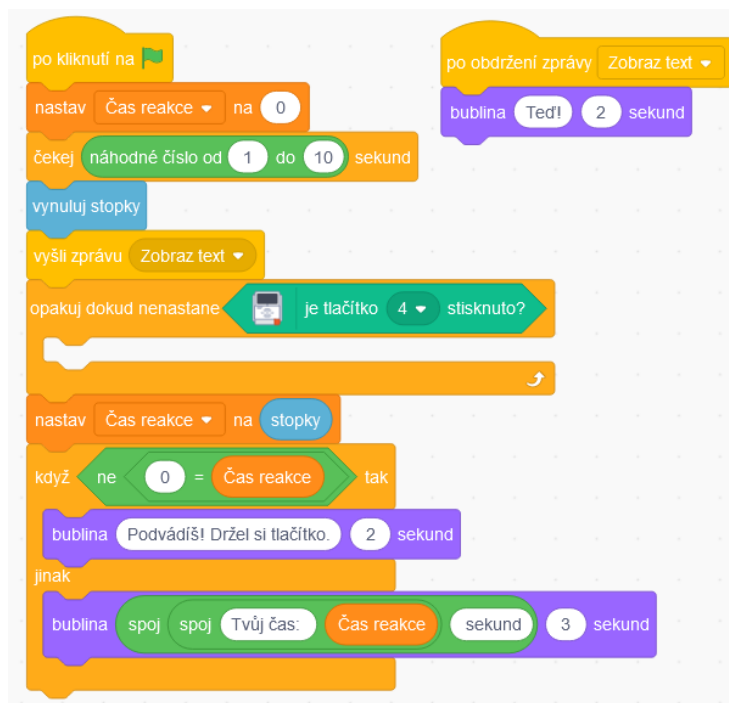 po kliknutí na
nastav Čas reakce na 0
čekej náhodné číslo od 1 do 10 sekund
vynuluj stopky
vyšli zprávu Zobraz text
opakuj dokud nenastane je tlačítko 4 stisknuto?
nastav Čas reakce na stopky
když ne 0 = Čas reakce tak
bublina Podvádíš! Držel si tlačítko. 2 sekund
jinak
bublina spoj spoj Tvůj čas: Čas reakce sekund 3 sekund
po obdržení zprávy Zobraz text
bublina Teď! 2 sekund